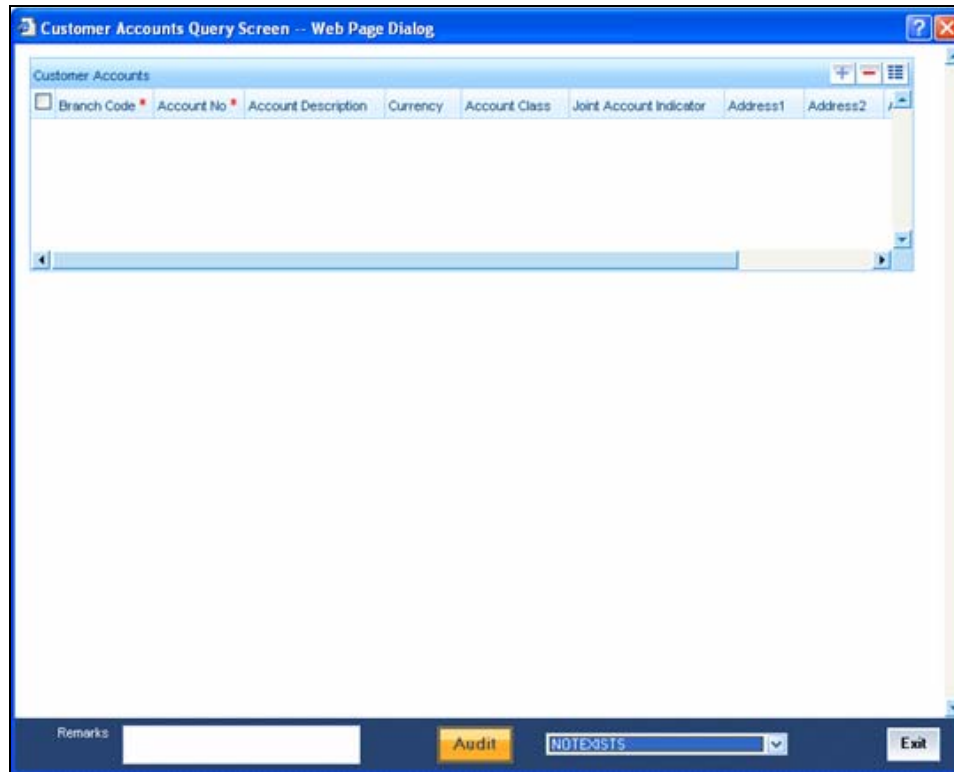 Customer Accounts Query Screen -- Web Page Dialog
Customer Accounts
Branch Code * Account No * Account Description Currency Account Class Joint Account Indicator Address1 Address2
Remarks Audit NOTEXISTS Exit